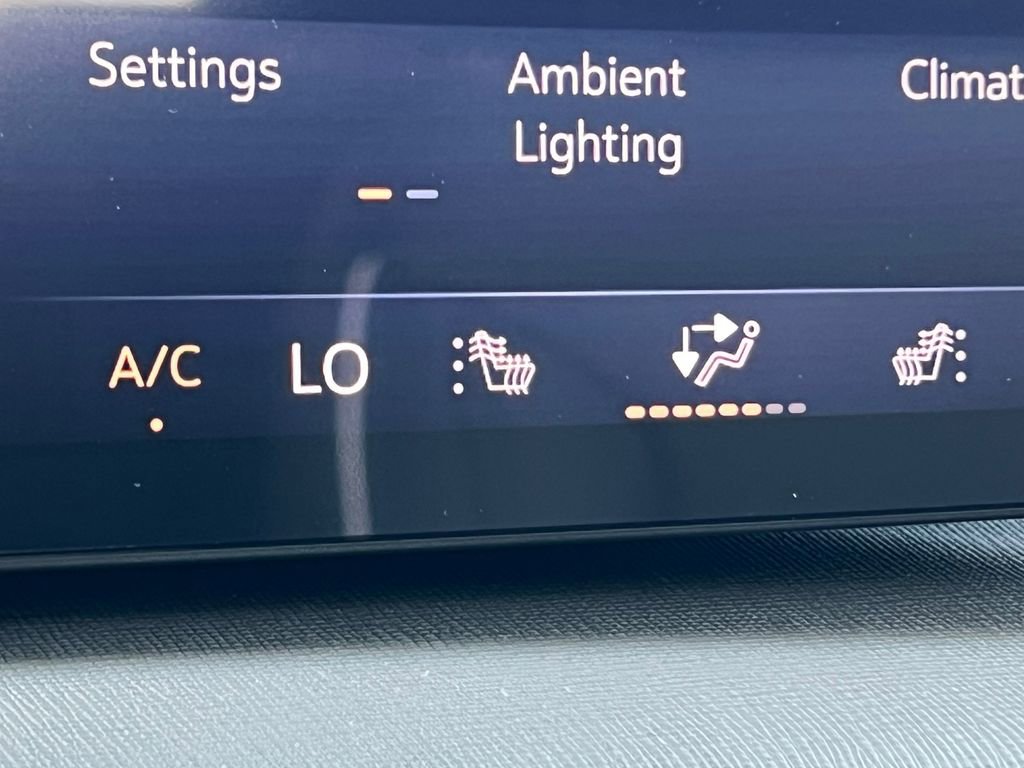 Settings
Ambient
Lighting
Climat
A/C
LO